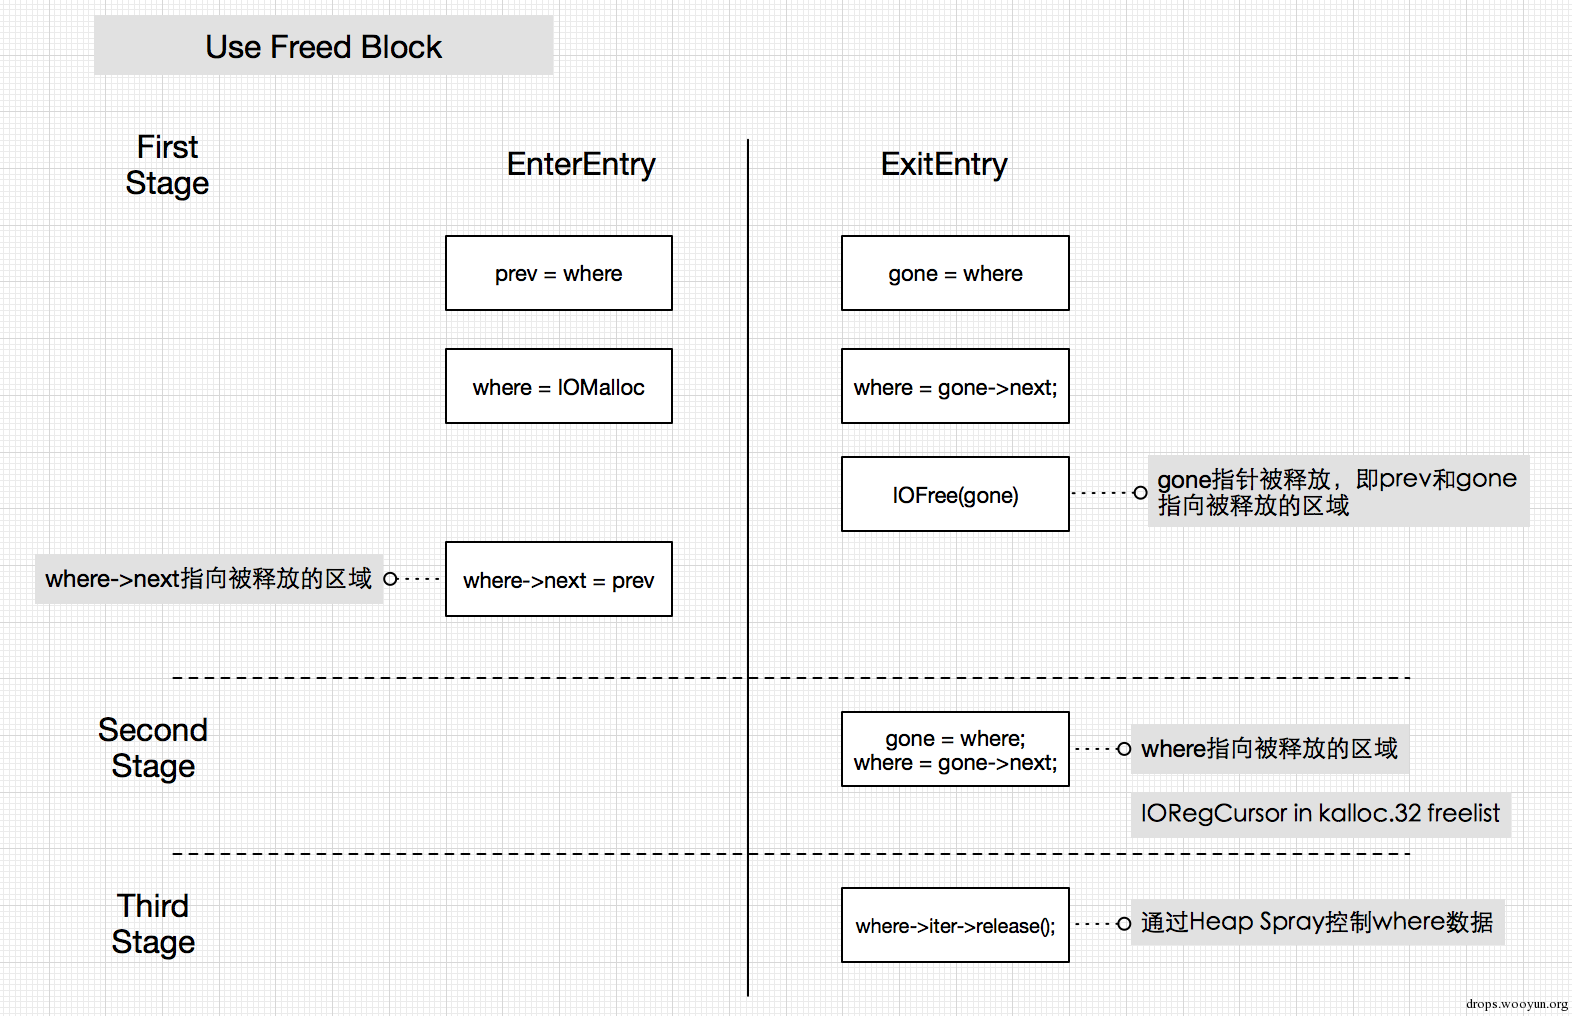 Use Freed Block
First
Stage
EnterEntry
ExitEntry
prev = where
gone = where
where = IOMalloc
where = gone->next;
IOFree(gone)
gone指针被释放，即prev和gone
指向被释放的区域
where->next指向被释放的区域
where->next = prev
Second
Stage
gone = where;
where = gone->next;
where指向被释放的区域
IORegCursor in kalloc.32 freelist
Third
Stage
where->iter->release();
通过Heap Spray控制where数据
drops.wooyun.org